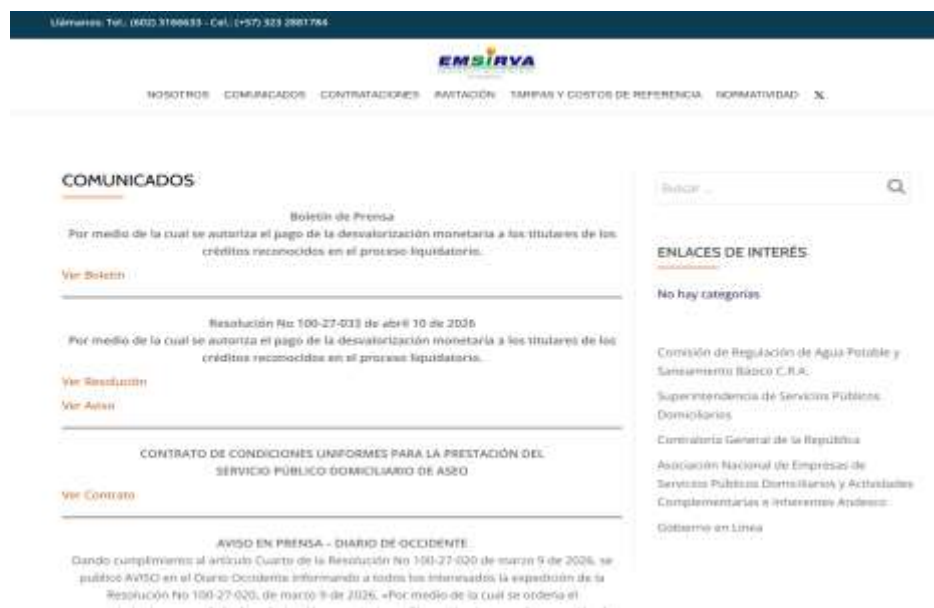 Llámanos: Tel.: (602) 3166633 - Cel.: (+57) 323 2881784
EMSIRVA
NOSOTROS COMUNICADOS CONTRATACIONES INVITACIÓN TARIFAS Y COSTOS DE REFERENCIA NORMATIVIDAD X
COMUNICADOS
Boletín de Prensa
Por medio de la cual se autoriza el pago de la desvalorización monetaria a los titulares de los
créditos reconocidos en el proceso liquidatorio.
Ver Boletín
Resolución No 100-27-033 de abril 10 de 2026
Por medio de la cual se autoriza el pago de la desvalorización monetaria a los titulares de los
créditos reconocidos en el proceso liquidatorio.
Ver Resolución
Ver Aviso
CONTRATO DE CONDICIONES UNIFORMES PARA LA PRESTACIÓN DEL
SERVICIO PÚBLICO DOMICILIARIO DE ASEO
Ver Contrato
AVISO EN PRENSA – DIARIO DE OCCIDENTE
Dando cumplimiento al artículo Cuarto de la Resolución No 100-27-020 de marzo 9 de 2026, se
publicó AVISO en el Diario Occidente informando a todos los interesados la expedición de la
Resolución No 100-27-020, de marzo 9 de 2026, «Por medio de la cual se ordena el
Buscar ...
ENLACES DE INTERÉS
No hay categorías
Comisión de Regulación de Agua Potable y
Saneamiento Básico C.R.A.
Superintendencia de Servicios Públicos
Domiciliarios
Contraloría General de la República
Asociación Nacional de Empresas de
Servicios Públicos Domiciliarios y Actividades
Complementarias e Inherentes Andesco
Gobierno en Línea